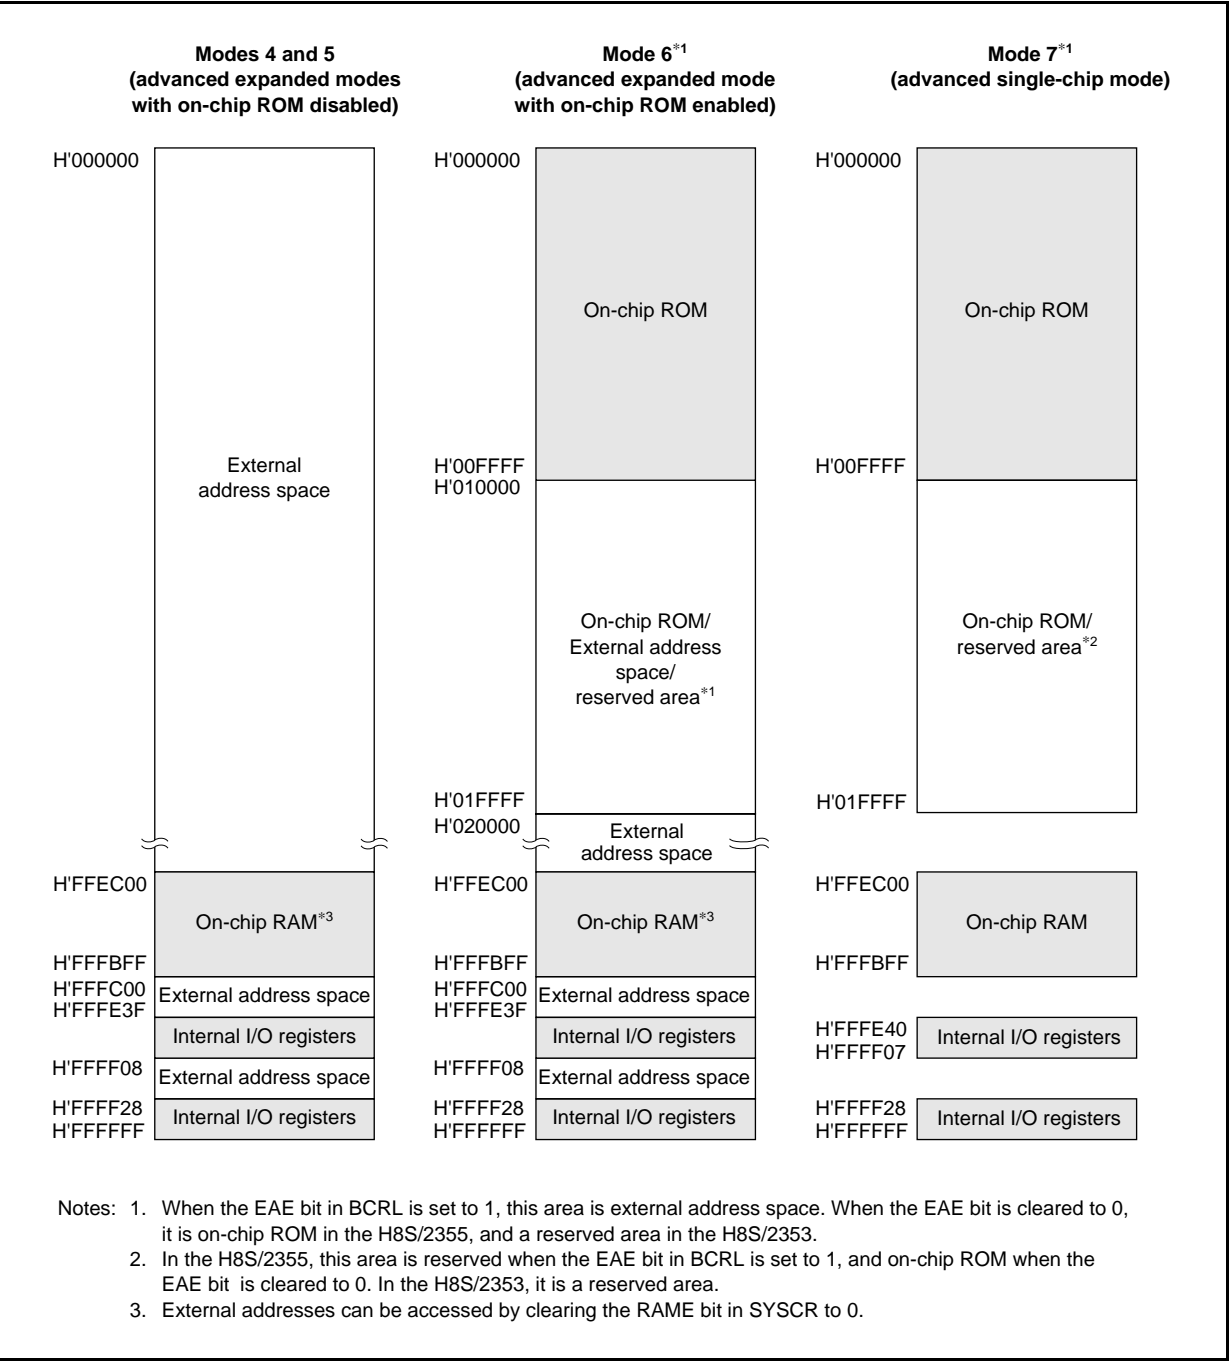 Modes 4 and 5
(advanced expanded modes
with on-chip ROM disabled)
Mode 6*1
(advanced expanded mode
with on-chip ROM enabled)
Mode 7*1
(advanced single-chip mode)
H'000000
External
address space
H'FFEC00
On-chip RAM*3
H'FFFBFF
H'FFFC00
External address space
H'FFFE3F
Internal I/O registers
H'FFFF08
External address space
H'FFFF28
Internal I/O registers
H'FFFFFF
H'000000
On-chip ROM
H'00FFFF
H'010000
On-chip ROM/
External address
space/
reserved area*1
H'01FFFF
H'020000
External
address space
H'FFEC00
On-chip RAM*3
H'FFFBFF
H'FFFC00
External address space
H'FFFE3F
Internal I/O registers
H'FFFF08
External address space
H'FFFF28
Internal I/O registers
H'FFFFFF
H'000000
On-chip ROM
H'00FFFF
On-chip ROM/
reserved area*2
H'01FFFF
H'FFEC00
On-chip RAM
H'FFFBFF
H'FFFE40
Internal I/O registers
H'FFFF07
H'FFFF28
Internal I/O registers
H'FFFFFF
Notes: 1. When the EAE bit in BCRL is set to 1, this area is external address space. When the EAE bit is cleared to 0,
it is on-chip ROM in the H8S/2355, and a reserved area in the H8S/2353.
2. In the H8S/2355, this area is reserved when the EAE bit in BCRL is set to 1, and on-chip ROM when the
EAE bit is cleared to 0. In the H8S/2353, it is a reserved area.
3. External addresses can be accessed by clearing the RAME bit in SYSCR to 0.